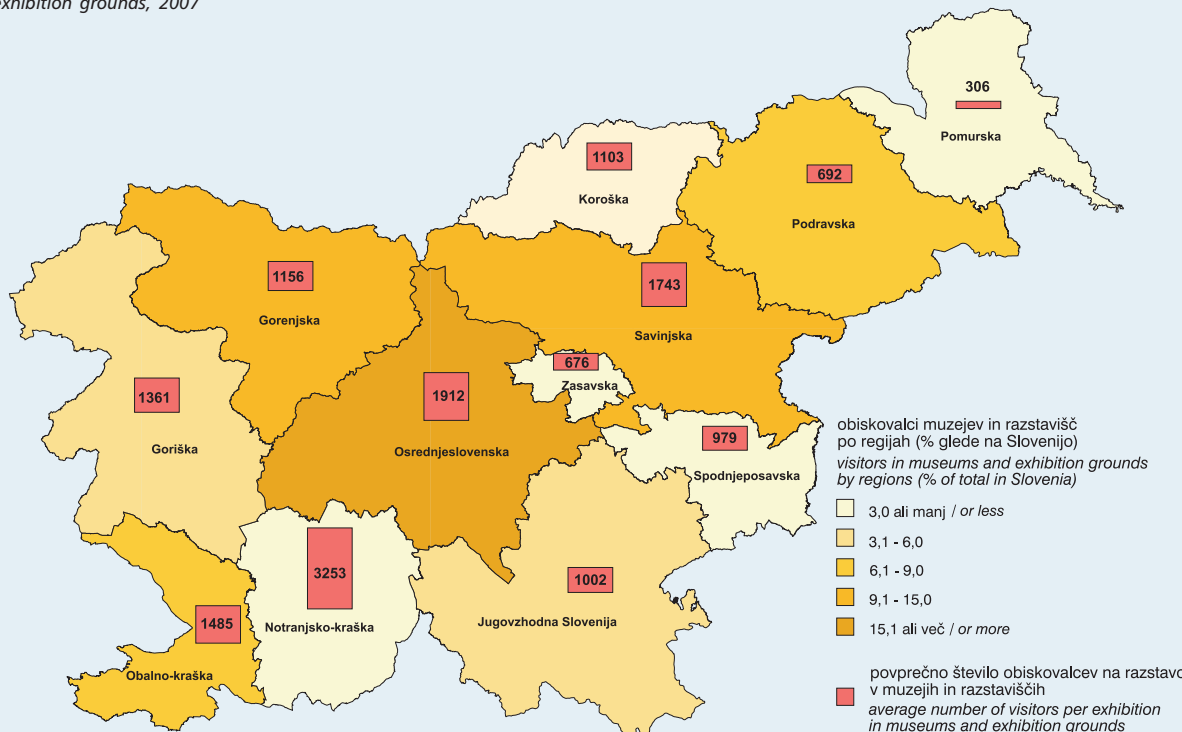 exhibition grounds, 2007
306
Pomurska
1103
Koroška
692
Podravska
1156
Gorenjska
1743
Savinjska
676
Zasavska
1361
Goriška
1912
Osrednjeslovenska
979
Spodnjeposavska
3253
Notranjsko-kraška
1002
Jugovzhodna Slovenija
1485
Obalno-kraška
obiskovalci muzejev in razstavišč
po regijah (% glede na Slovenijo)
visitors in museums and exhibition grounds
by regions (% of total in Slovenia)
3,0 ali manj / or less
3,1 - 6,0
6,1 - 9,0
9,1 - 15,0
15,1 ali več / or more
povprečno število obiskovalcev na razstavo
v muzejih in razstaviščih
average number of visitors per exhibition
in museums and exhibition grounds